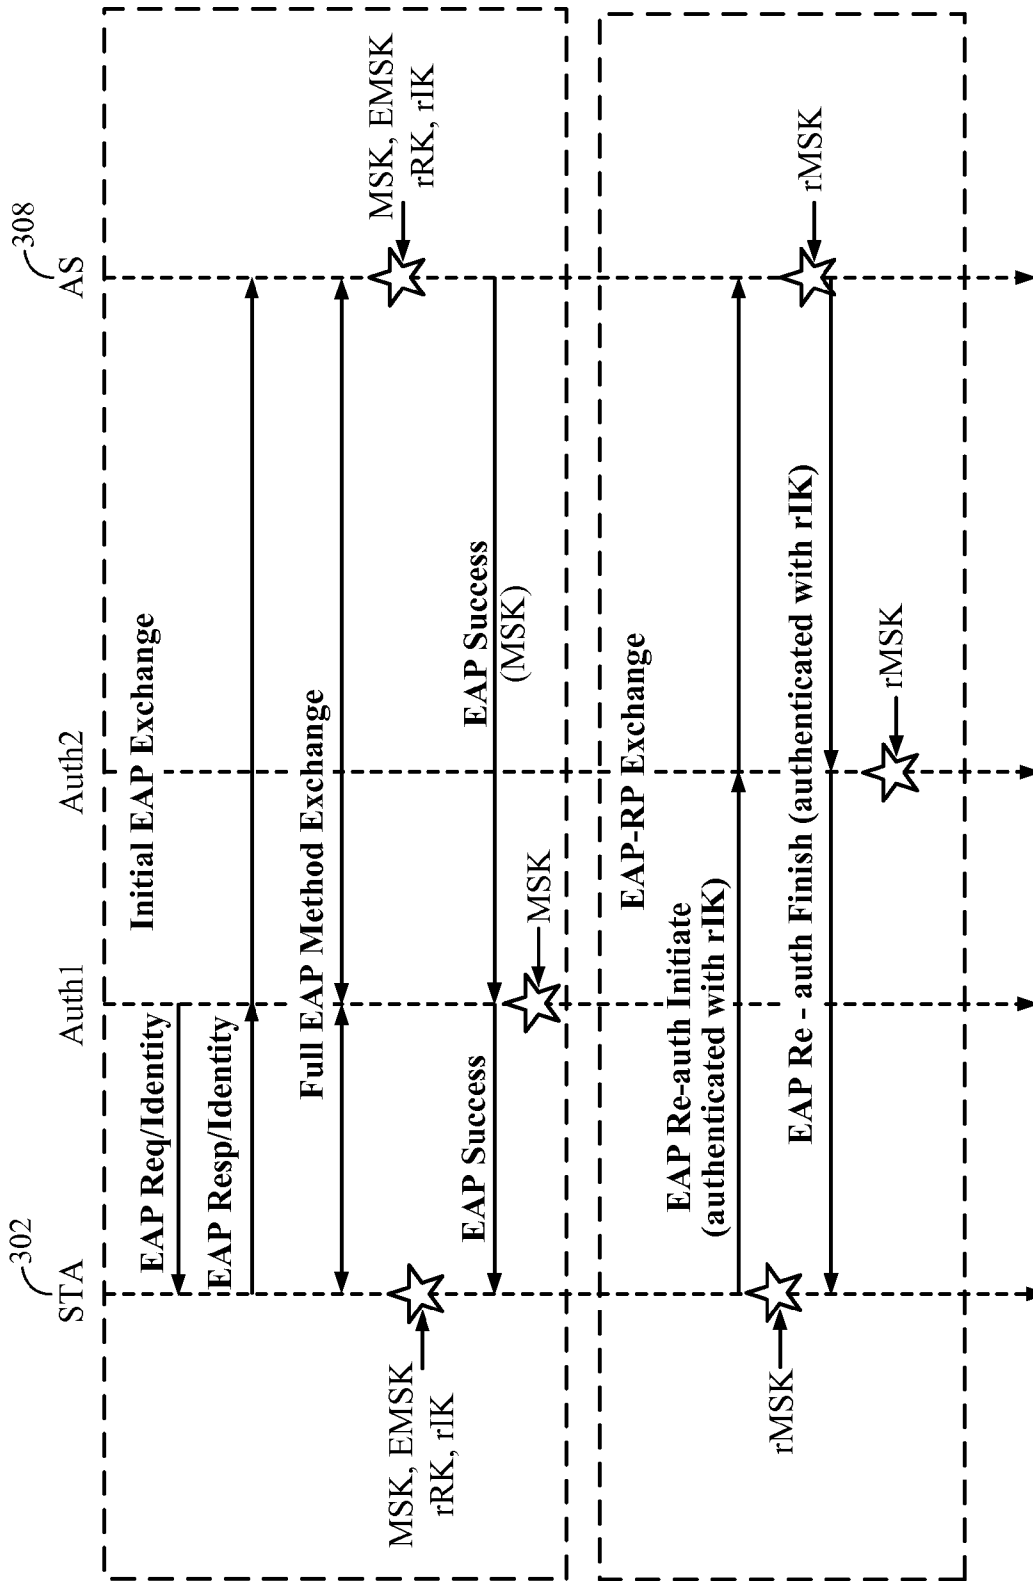 302
308
STA
Auth1
Auth2
AS
Initial EAP Exchange
EAP Req/Identity
EAP Resp/Identity
Full EAP Method Exchange
MSK, EMSK
rRK, rIK
MSK, EMSK
rRK, rIK
EAP Success
EAP Success
(MSK)
MSK
EAP-RP Exchange
EAP Re-auth Initiate
(authenticated with rIK)
rMSK
rMSK
EAP Re - auth Finish (authenticated with rIK)
rMSK